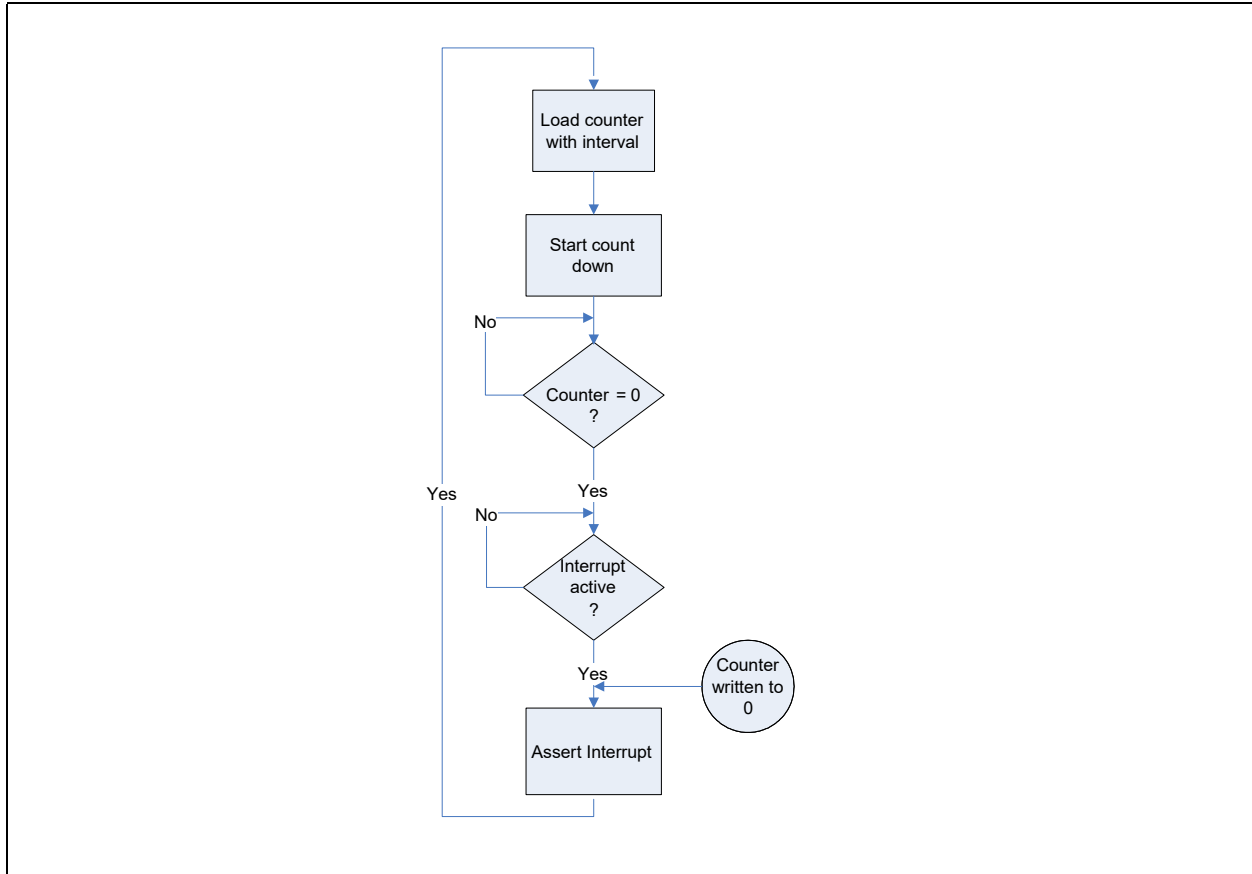 Load counter
with interval
Start count
down
No
Counter = 0
?
Yes
Yes
No
Interrupt
active
?
Yes
Counter
written to
0
Assert Interrupt